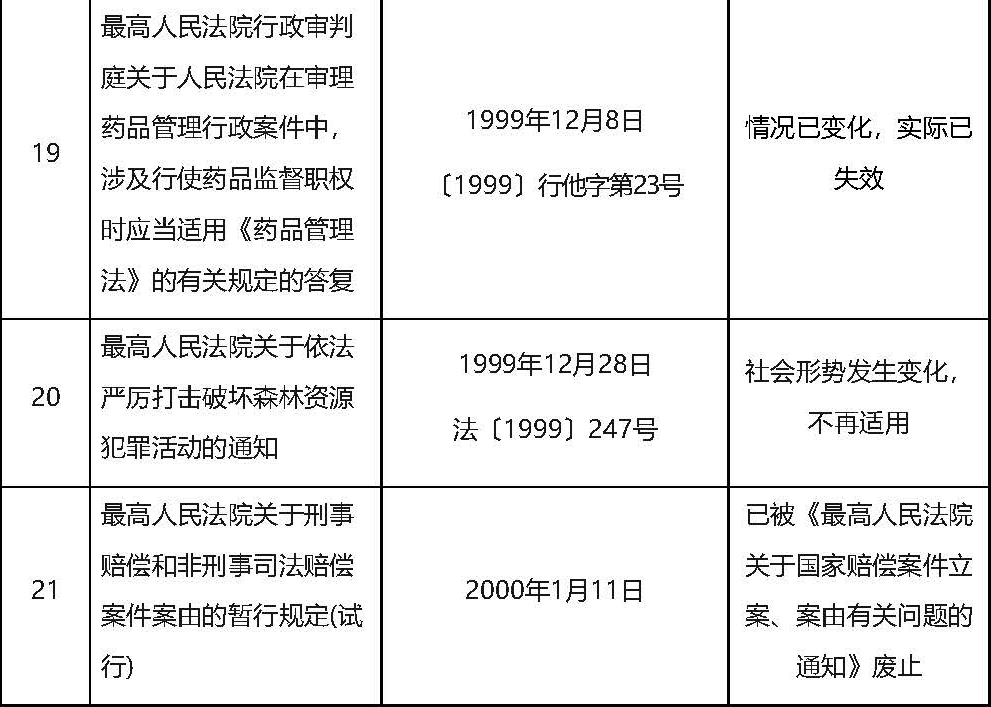 19
最高人民法院行政审判
庭关于人民法院在审理
药品管理行政案件中，
涉及行使药品监督职权
时应当适用《药品管理
法》的有关规定的答复
1999年12月8日
〔1999〕行他字第23号
情况已变化，实际已
失效
20
最高人民法院关于依法
严厉打击破坏森林资源
犯罪活动的通知
1999年12月28日
法〔1999〕247号
社会形势发生变化，
不再适用
21
最高人民法院关于刑事
赔偿和非刑事司法赔偿
案件案由的暂行规定(试
行)
2000年1月11日
已被《最高人民法院
关于国家赔偿案件立
案、案由有关问题的
通知》废止